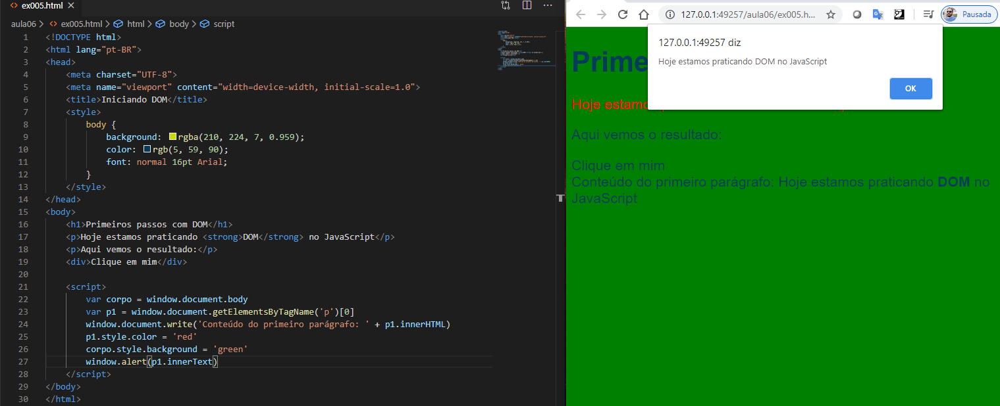 ex005.html
aula06 > ex005.html > html > body > script
1 <!DOCTYPE html>
2 <html lang="pt-BR">
3 <head>
4 <meta charset="UTF-8">
5 <meta name="viewport" content="width=device-width, initial-scale=1.0">
6 <title>Iniciando DOM</title>
7 <style>
8 body {
9 background: rgba(210, 224, 7, 0.959);
10 color: rgb(5, 59, 90);
11 font: normal 16pt Arial;
12 }
13 </style>
14 </head>
15 <body>
16 <h1>Primeiros passos com DOM</h1>
17 <p>Hoje estamos praticando <strong>DOM</strong> no JavaScript</p>
18 <p>Aqui vemos o resultado:</p>
19 <div>Clique em mim</div>
20
21 <script>
22 var corpo = window.document.body
23 var p1 = window.document.getElementsByTagName('p')[0]
24 window.document.write('Conteúdo do primeiro parágrafo: ' + p1.innerHTML)
25 p1.style.color = 'red'
26 corpo.style.background = 'green'
27 window.alert(p1.innerText)
28 </script>
29 </body>
30 </html>
127.0.0.1:49257/aula06/ex005.h...
Pausada
127.0.0.1:49257 diz
Hoje estamos praticando DOM no JavaScript
OK
Prime
Hoje estamo
Aqui vemos o resultado:
Clique em mim
Conteúdo do primeiro parágrafo: Hoje estamos praticando DOM no
JavaScript